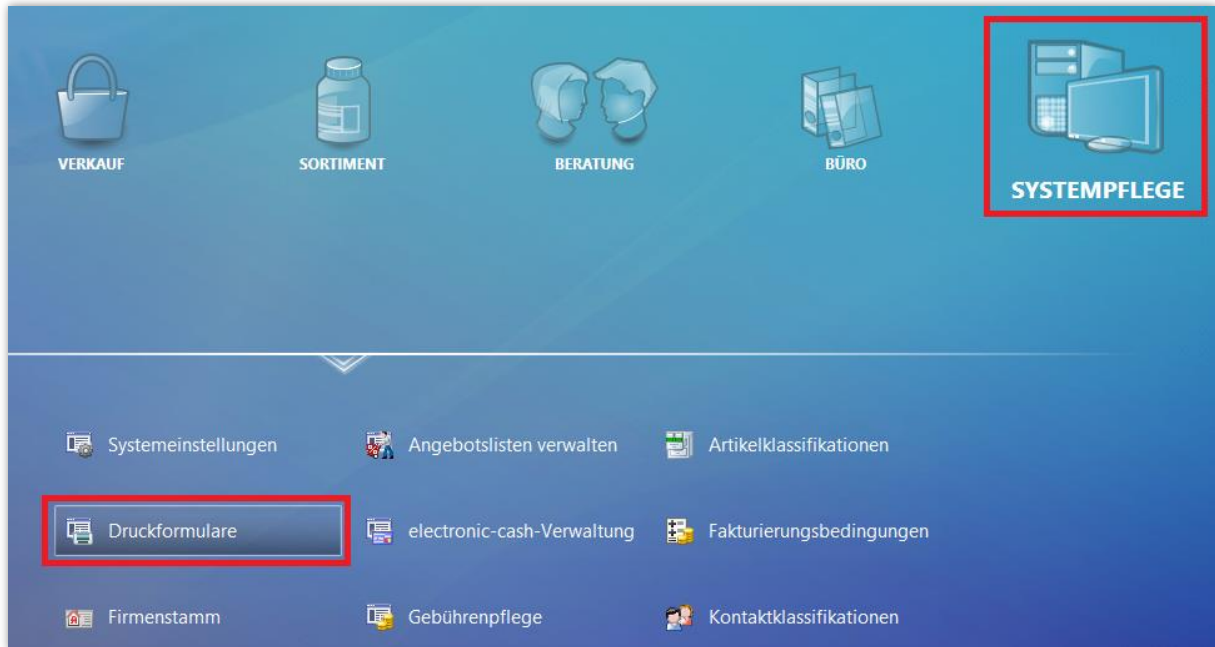 VERKAUF
SORTIMENT
BERATUNG
BÜRO
SYSTEMPFLEGE
Systemeinstellungen
Angebotslisten verwalten
Artikelklassifikationen
Druckformulare
electronic-cash-Verwaltung
Fakturierungsbedingungen
Firmenstamm
Gebührenpflege
Kontaktklassifikationen